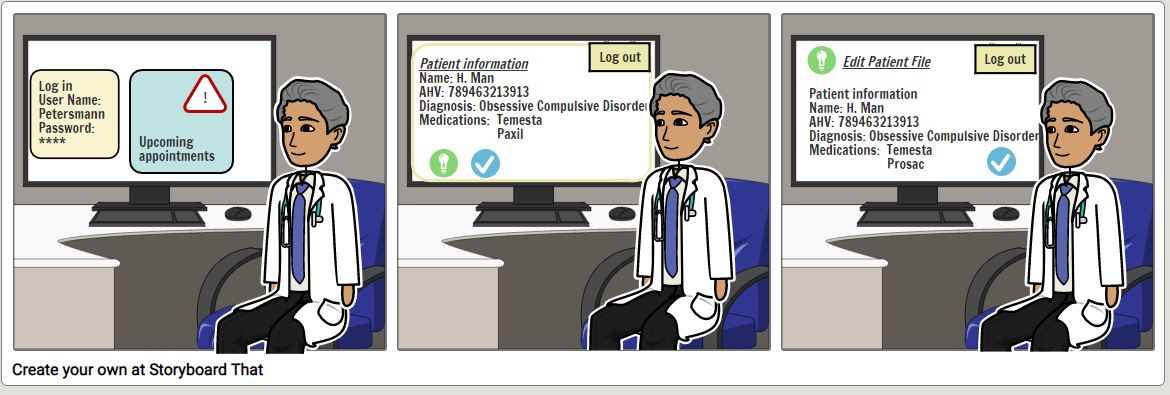 Log in
User Name:
Petersmann
Password:
****
!
Upcoming
appointments
Log out
Patient information
Name: H. Man
AHV: 789463213913
Diagnosis: Obsessive Compulsive Disorder
Medications: Temesta
Paxil
Edit Patient File
Log out
Patient information
Name: H. Man
AHV: 789463213913
Diagnosis: Obsessive Compulsive Disorder
Medications: Temesta
Prosac
Create your own at Storyboard That